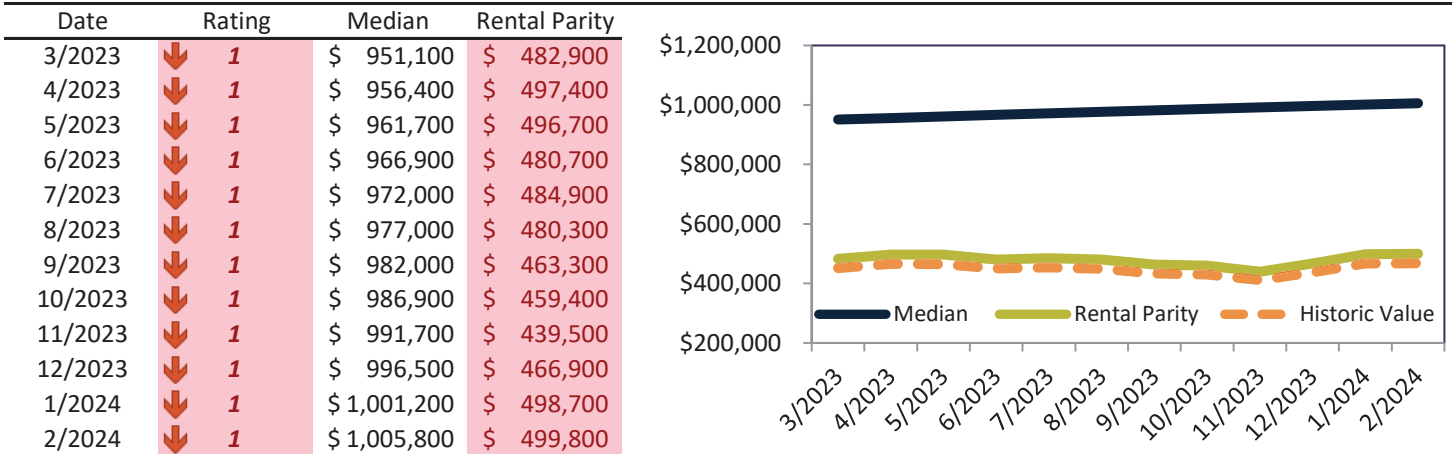 Date Rating Median Rental Parity
3/2023 1 $ 951,100 $ 482,900
4/2023 1 $ 956,400 $ 497,400
5/2023 1 $ 961,700 $ 496,700
6/2023 1 $ 966,900 $ 480,700
7/2023 1 $ 972,000 $ 484,900
8/2023 1 $ 977,000 $ 480,300
9/2023 1 $ 982,000 $ 463,300
10/2023 1 $ 986,900 $ 459,400
11/2023 1 $ 991,700 $ 439,500
12/2023 1 $ 996,500 $ 466,900
1/2024 1 $ 1,001,200 $ 498,700
2/2024 1 $ 1,005,800 $ 499,800
$1,200,000
$1,000,000
$800,000
$600,000
$400,000
$200,000
Median Rental Parity Historic Value
3/2023 4/2023 5/2023 6/2023 7/2023 8/2023 9/2023 10/2023 11/2023 12/2023 1/2024 2/2024